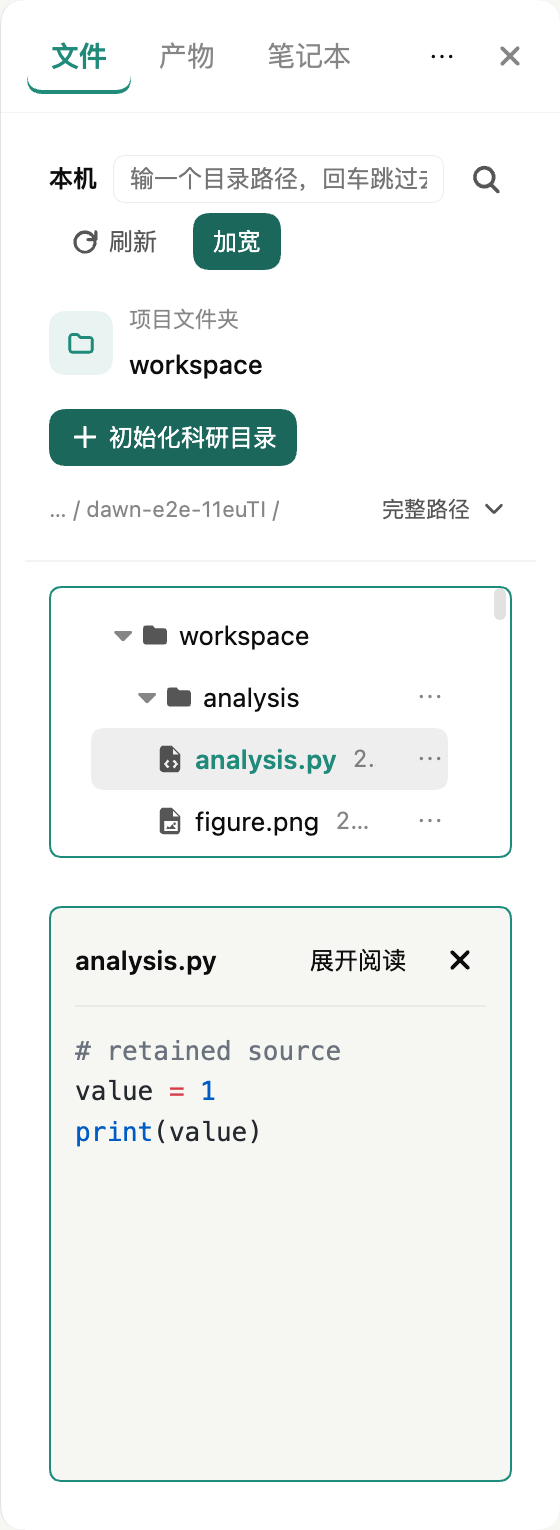 文件 产物 笔记本 ...
本机 输一个目录路径，回车跳过去
刷新 加宽
项目文件夹
workspace
初始化科研目录
... / dawn-e2e-11euTI / 完整路径
workspace
analysis ...
analysis.py 2. ...
figure.png 2... ...
analysis.py 展开阅读
# retained source
value = 1
print(value)